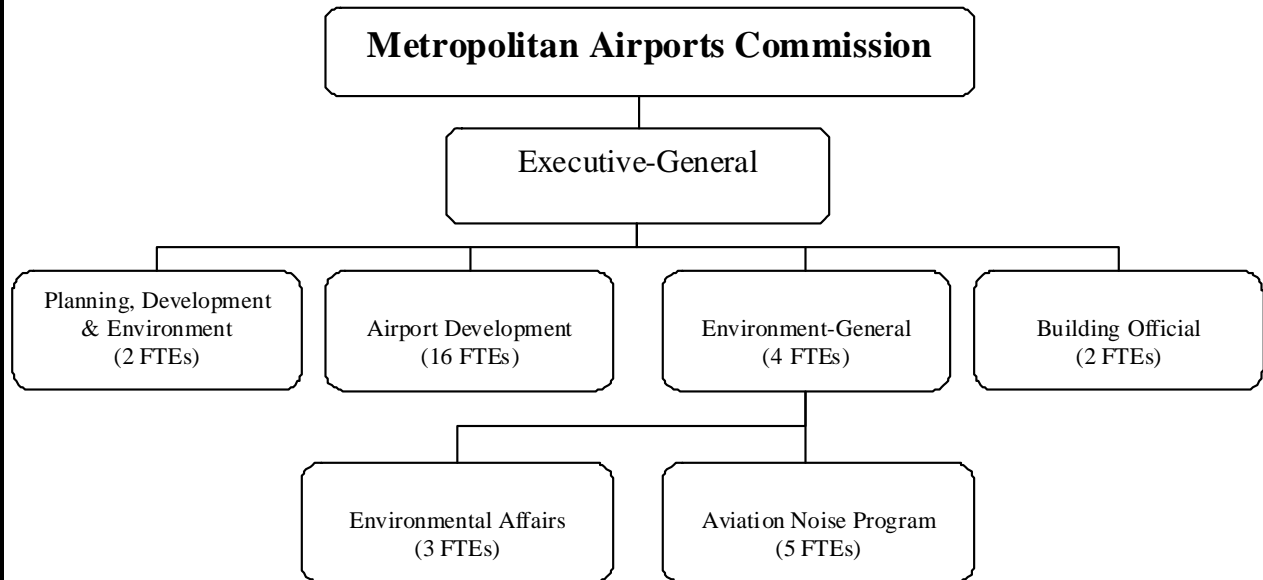 Metropolitan Airports Commission
Executive-General
Planning, Development
& Environment
(2 FTEs)
Airport Development
(16 FTEs)
Environment-General
(4 FTEs)
Building Official
(2 FTEs)
Environmental Affairs
(3 FTEs)
Aviation Noise Program
(5 FTEs)